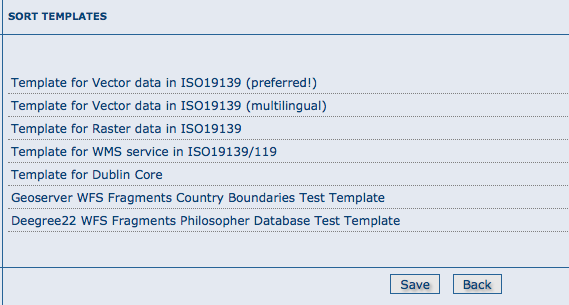 SORT TEMPLATES
Template for Vector data in ISO19139 (preferred!)
Template for Vector data in ISO19139 (multilingual)
Template for Raster data in ISO19139
Template for WMS service in ISO19139/119
Template for Dublin Core
Geoserver WFS Fragments Country Boundaries Test Template
Deegree22 WFS Fragments Philosopher Database Test Template
Save Back